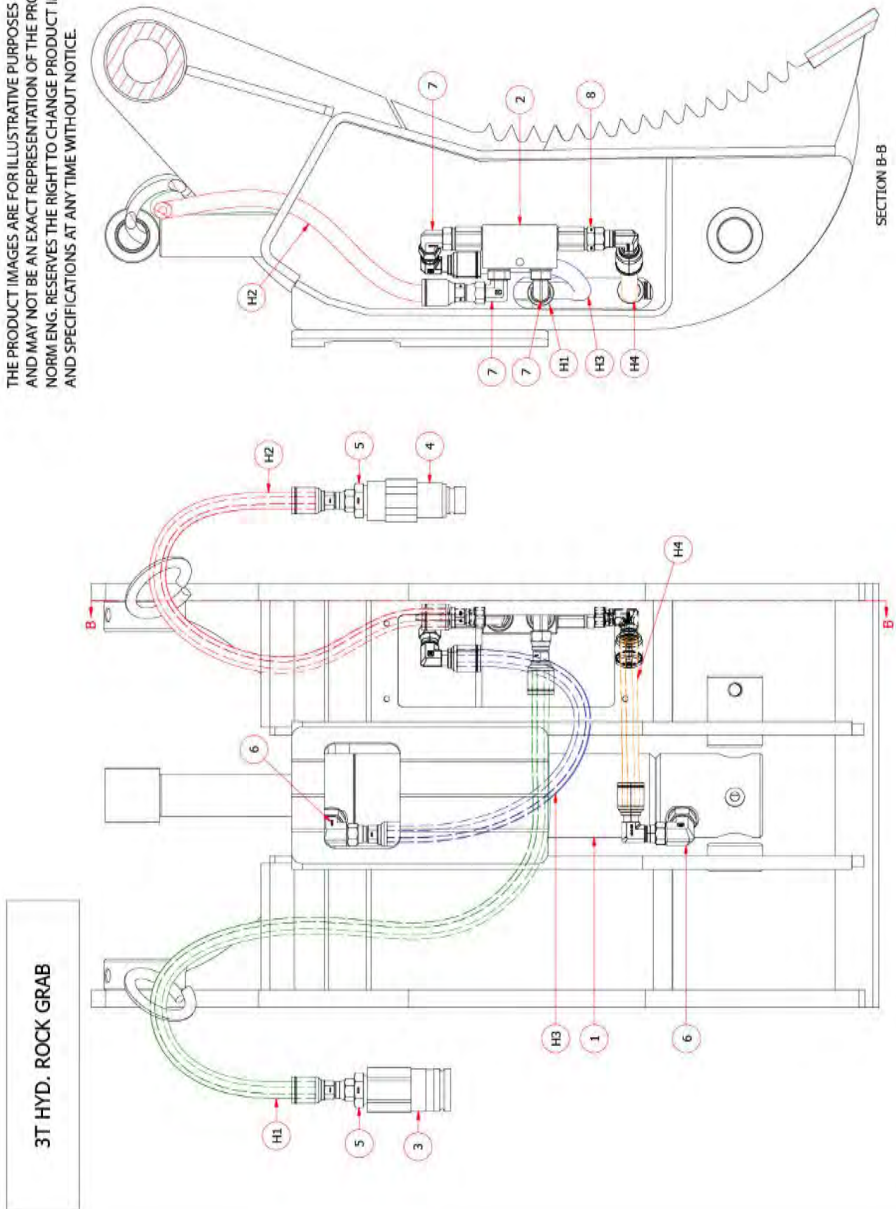 3T HYD. ROCK GRAB
THE PRODUCT IMAGES ARE FOR ILLUSTRATIVE PURPOSES
AND MAY NOT BE AN EXACT REPRESENTATION OF THE
NORM ENG. RESERVES THE RIGHT TO CHANGE PRODUCT
AND SPECIFICATIONS AT ANY TIME WITHOUT NOTICE.
H1
5
3
H3
1
6
6
B
B
H2
5
4
H4
H2
7
2
8
7
7
H1
H3
H4
SECTION B-B